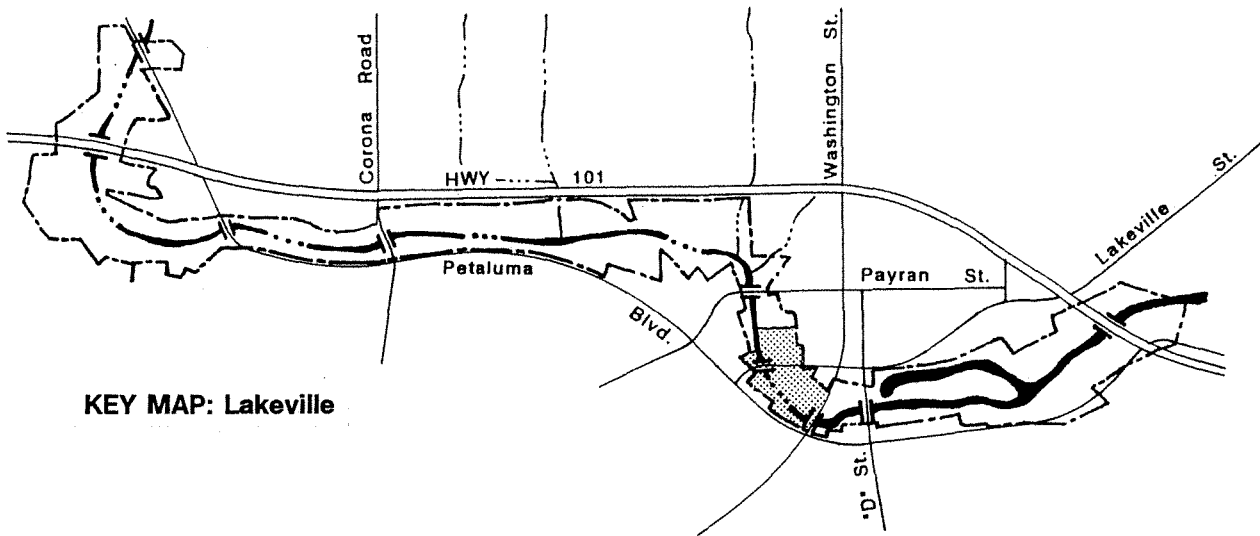 Corona Road
Washington St.
HWY 101
Lakeville St.
Petaluma Blvd.
Payran St.
"D" St.
KEY MAP: Lakeville